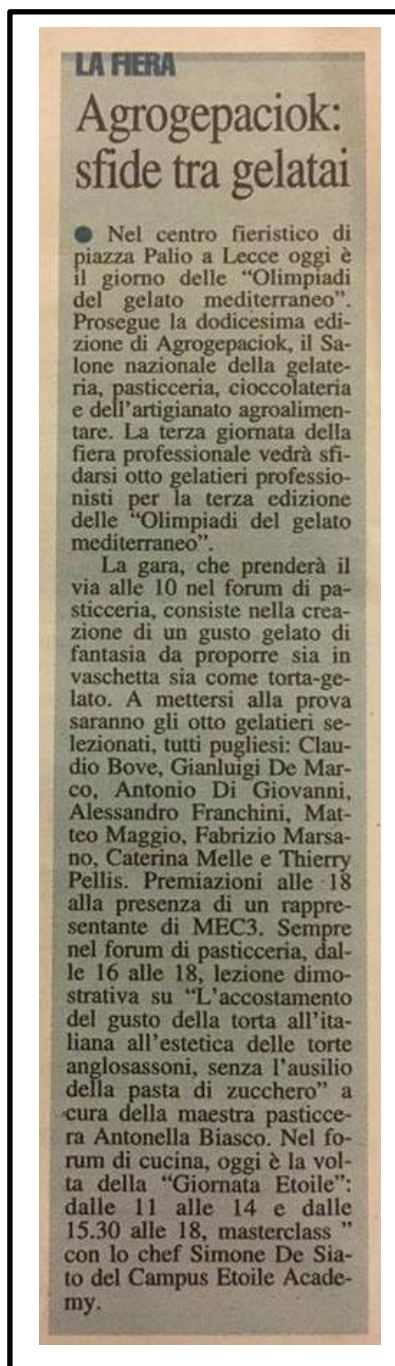 LA FIERA
Agrogepaciok:
sfide tra gelatai
● Nel centro fieristico di
piazza Palio a Lecce oggi è
il giorno delle “Olimpiadi
del gelato mediterraneo”.
Prosegue la dodicesima edi-
zione di Agrogepaciok, il Sa-
lone nazionale della gelate-
ria, pasticceria, cioccolateria
e dell’artigianato agroalimen-
tare. La terza giornata della
fiera professionale vedrà sfi-
darsi otto gelatieri professio-
nisti per la terza edizione
delle “Olimpiadi del gelato
mediterraneo”.
La gara, che prenderà il
via alle 10 nel forum di pa-
sticceria, consiste nella crea-
zione di un gusto gelato di
fantasia da proporre sia in
vaschetta sia come torta-ge-
lato. A mettersi alla prova
saranno gli otto gelatieri se-
lezionati, tutti pugliesi: Clau-
dio Bove, Gianluigi De Mar-
co, Antonio Di Giovanni,
Alessandro Franchini, Mat-
teo Maggio, Fabrizio Marsa-
no, Caterina Melle e Thierry
Pellis. Premiazioni alle 18
alla presenza di un rappre-
sentante di MEC3. Sempre
nel forum di pasticceria, dal-
le 16 alle 18, lezione dimo-
strativa su “L’accostamento
del gusto della torta all’ita-
liana all’estetica delle torte
anglosassoni, senza l’ausilio
della pasta di zucchero” a
cura della maestra pasticce-
ra Antonella Biasco. Nel fo-
rum di cucina, oggi è la vol-
ta della “Giornata Etoile”:
dalle 11 alle 14 e dalle
15.30 alle 18, masterclass ”
con lo chef Simone De Sia-
to del Campus Etoile Acade-
my.